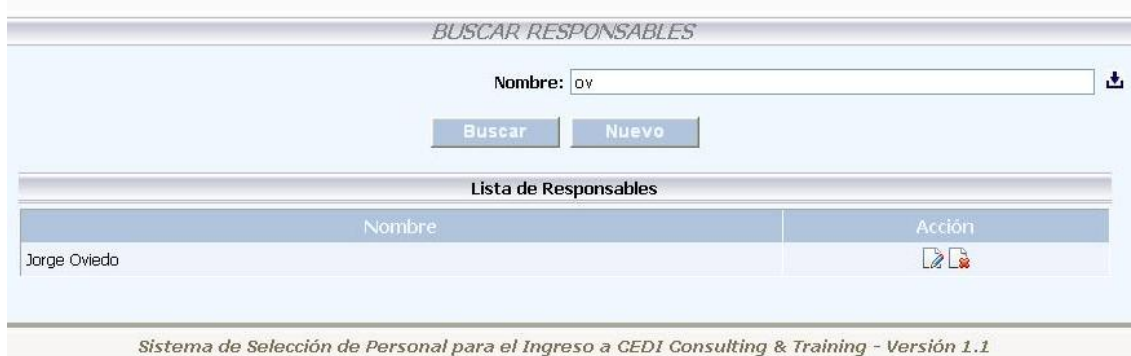 BUSCAR RESPONSABLES
Nombre: ov
Buscar Nuevo
Lista de Responsables
Nombre Acción
Jorge Oviedo
Sistema de Selección de Personal para el Ingreso a CEDI Consulting & Training - Versión 1.1